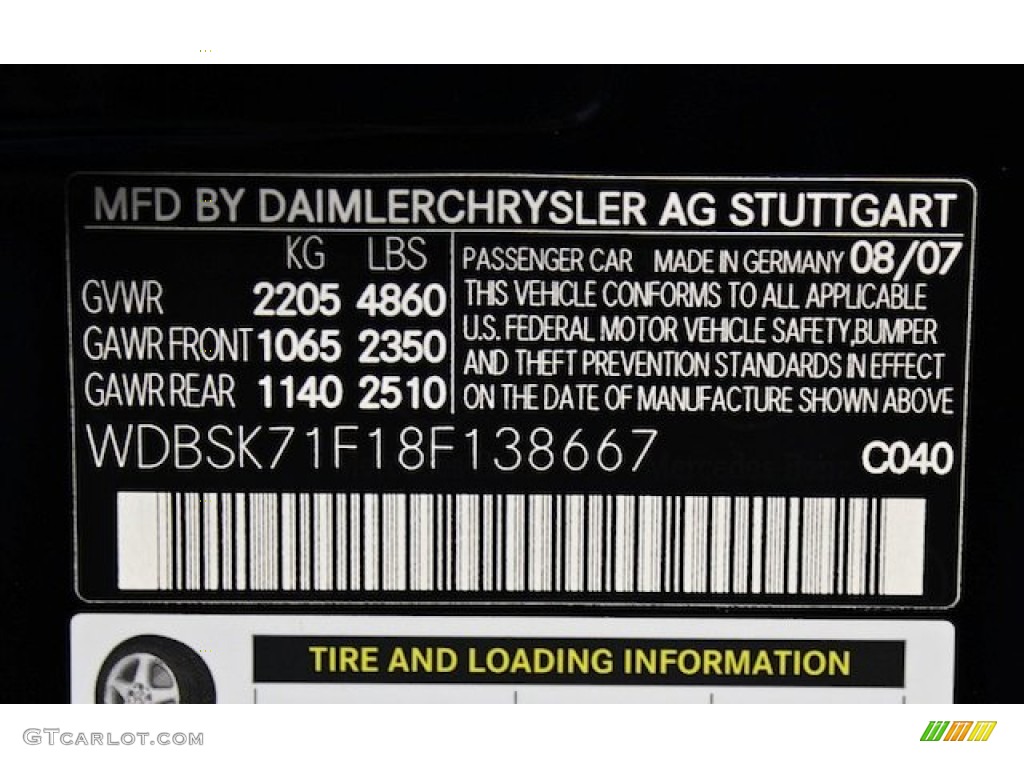 MFD BY DAIMLERCHRYSLER AG STUTTGART
KG LBS
GVWR 2205 4860
GAWR FRONT 1065 2350
GAWR REAR 1140 2510
PASSENGER CAR MADE IN GERMANY 08/07
THIS VEHICLE CONFORMS TO ALL APPLICABLE
U.S. FEDERAL MOTOR VEHICLE SAFETY, BUMPER
AND THEFT PREVENTION STANDARDS IN EFFECT
ON THE DATE OF MANUFACTURE SHOWN ABOVE
WDBSK71F18F138667 C040
TIRE AND LOADING INFORMATION
GTCARLOT.COM